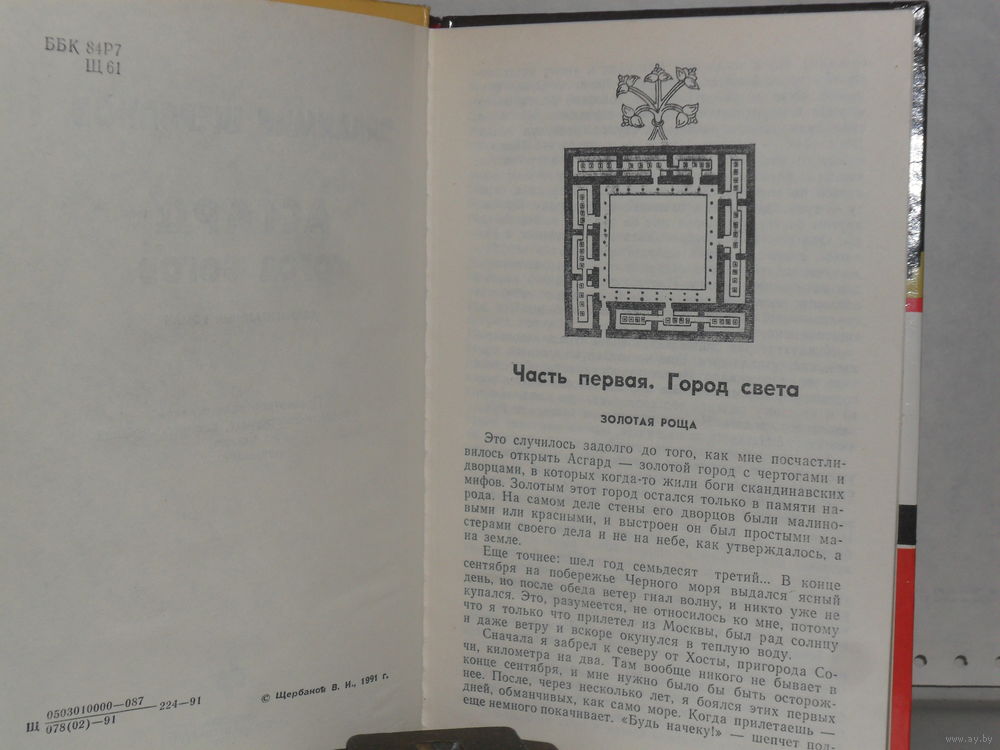 ББК 84Р7
Щ 61
Щ 0503010000—087 224—91
078(02)—91
© Щербаков В. И., 1991 г.
Часть первая. Город света
ЗОЛОТАЯ РОЩА
Это случилось задолго до того, как мне посчастли-
вилось открыть Асгард — золотой город с чертогами и
дворцами, в которых когда-то жили боги скандинавских
мифов. Золотым этот город остался только в памяти на-
рода. На самом деле стены его дворцов были малино-
выми или красными, и выстроен он был простыми ма-
стерами своего дела и не на небе, как утверждалось, а
на земле.
Еще точнее: шел год семьдесят третий... В конце
сентября на побережье Черного моря выдался ясный
день, но после обеда ветер гнал волну, и никто уже не
купался. Это, разумеется, не относилось ко мне, потому
что я только что прилетел из Москвы, был рад солнцу
и даже ветру и вскоре окунулся в теплую воду.
Сначала я забрел к северу от Хосты, пригорода Со-
чи, километра на два. Там вообще никого не бывает в
конце сентября, и мне нужно было бы быть осторож-
нее. После, через несколько лет, я боялся этих первых
дней, обманчивых, как само море. Когда прилетаешь —
еще немного покачивает. «Будь начеку!» — шепчет под-
www.ay.by